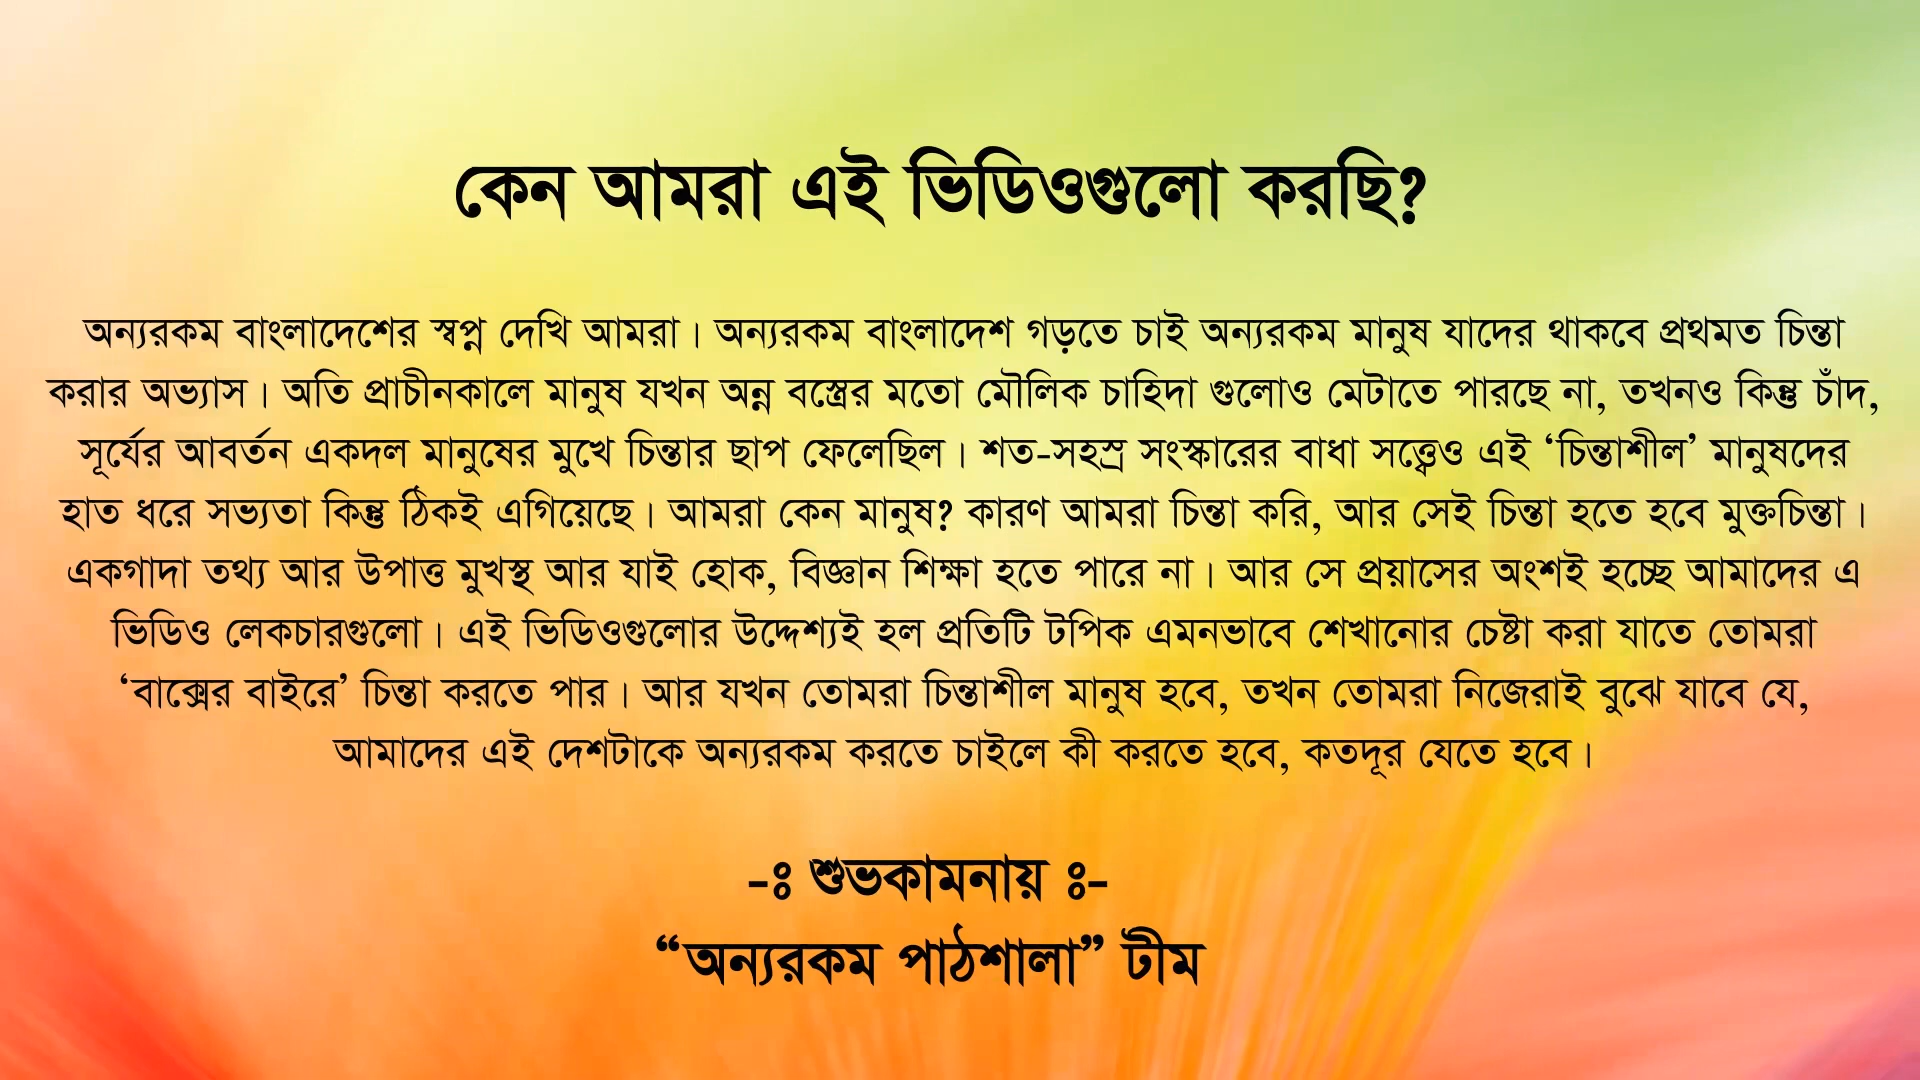 কেন আমরা এই ভিডিওগুলো করছি?
অন্যরকম বাংলাদেশের স্বপ্ন দেখি আমরা। অন্যরকম বাংলাদেশ গড়তে চাই অন্যরকম মানুষ যাদের থাকবে প্রথমত চিন্তা
করার অভ্যাস। অতি প্রাচীনকালে মানুষ যখন অন্ন বস্ত্রের মতো মৌলিক চাহিদা গুলোও মেটাতে পারছে না, তখনও কিন্তু চাঁদ,
সূর্যের আবর্তন একদল মানুষের মুখে চিন্তার ছাপ ফেলেছিল। শত-সহস্র সংস্কারের বাধা সত্ত্বেও এই ‘চিন্তাশীল’ মানুষদের
হাত ধরে সভ্যতা কিন্তু ঠিকই এগিয়েছে। আমরা কেন মানুষ? কারণ আমরা চিন্তা করি, আর সেই চিন্তা হতে হবে মুক্তচিন্তা।
একগাদা তথ্য আর উপাত্ত মুখস্থ আর যাই হোক, বিজ্ঞান শিক্ষা হতে পারে না। আর সে প্রয়াসের অংশই হচ্ছে আমাদের এ
ভিডিও লেকচারগুলো। এই ভিডিওগুলোর উদ্দেশ্যই হল প্রতিটি টপিক এমনভাবে শেখানোর চেষ্টা করা যাতে তোমরা
‘বাক্সের বাইরে’ চিন্তা করতে পার। আর যখন তোমরা চিন্তাশীল মানুষ হবে, তখন তোমরা নিজেরাই বুঝে যাবে যে,
আমাদের এই দেশটাকে অন্যরকম করতে চাইলে কী করতে হবে, কতদূর যেতে হবে।
-ঃ শুভকামনায় ঃ-
“অন্যরকম পাঠশালা” টীম